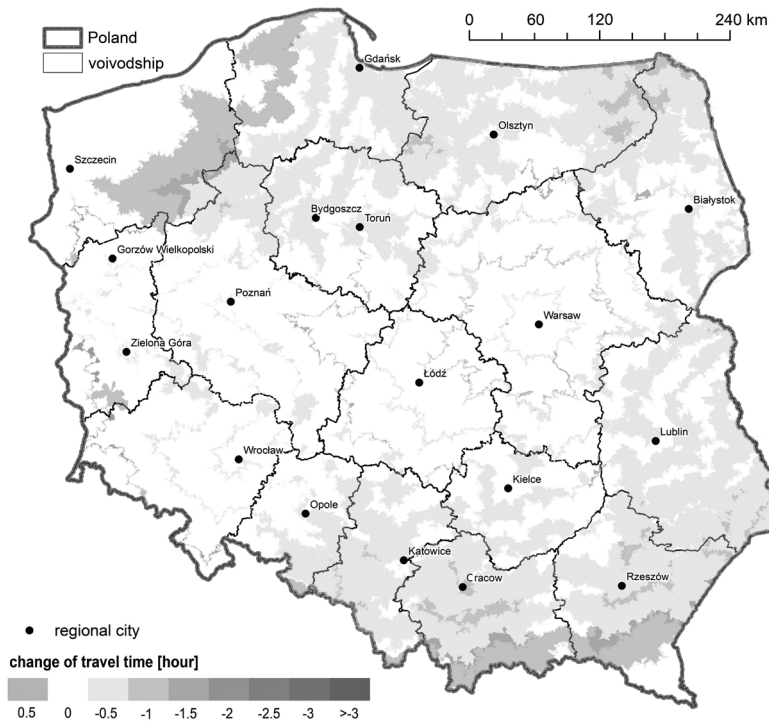 Poland
voivodship
0 60 120 240 km
Gdańsk
Olsztyn
Szczecin
Białystok
Bydgoszcz
Toruń
Gorzów Wielkopolski
Poznań
Warsaw
Zielona Góra
Łódź
Lublin
Wrocław
Kielce
Opole
Katowice
Cracow
Rzeszów
regional city
change of travel time [hour]
0.5 0 -0.5 -1 -1.5 -2 -2.5 -3 >-3